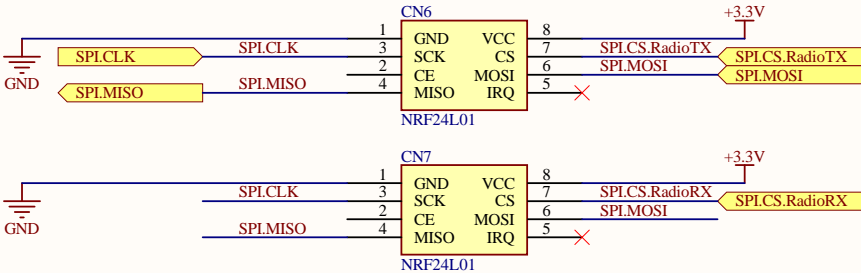 CN6
+3.3V
1 GND VCC 8
SPI.CLK SPI.CLK 3 SCK CS 7 SPI.CS.RadioTX SPI.CS.RadioTX
GND 2 CE MOSI 6 SPI.MOSI SPI.MOSI
SPI.MISO SPI.MISO 4 MISO IRQ 5
NRF24L01
CN7
+3.3V
1 GND VCC 8
SPI.CLK 3 SCK CS 7 SPI.CS.RadioRX SPI.CS.RadioRX
GND 2 CE MOSI 6 SPI.MOSI
SPI.MISO 4 MISO IRQ 5
NRF24L01